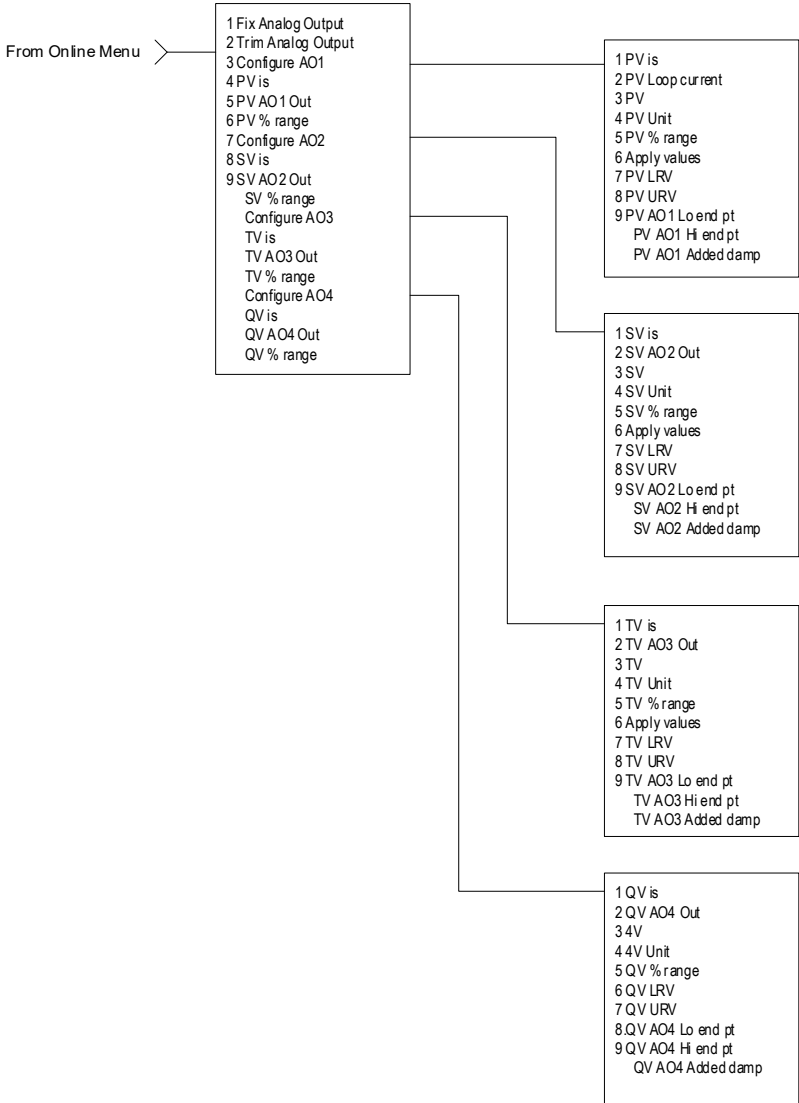 From Online Menu
1 Fix Analog Output
2 Trim Analog Output
3 Configure AO1
4 PV is
5 PV AO1 Out
6 PV % range
7 Configure AO2
8 SV is
9 SV AO2 Out
SV % range
Configure AO3
TV is
TV AO3 Out
TV % range
Configure AO4
QV is
QV AO4 Out
QV % range
1 PV is
2 PV Loop current
3 PV
4 PV Unit
5 PV % range
6 Apply values
7 PV LRV
8 PV URV
9 PV AO1 Lo end pt
PV AO1 Hi end pt
PV AO1 Added damp
1 SV is
2 SV AO2 Out
3 SV
4 SV Unit
5 SV % range
6 Apply values
7 SV LRV
8 SV URV
9 SV AO2 Lo end pt
SV AO2 Hi end pt
SV AO2 Added damp
1 TV is
2 TV AO3 Out
3 TV
4 TV Unit
5 TV % range
6 Apply values
7 TV LRV
8 TV URV
9 TV AO3 Lo end pt
TV AO3 Hi end pt
TV AO3 Added damp
1 QV is
2 QV AO4 Out
3 4V
4 4V Unit
5 QV % range
6 QV LRV
7 QV URV
8.QV AO4 Lo end pt
9 QV AO4 Hi end pt
QV AO4 Added damp